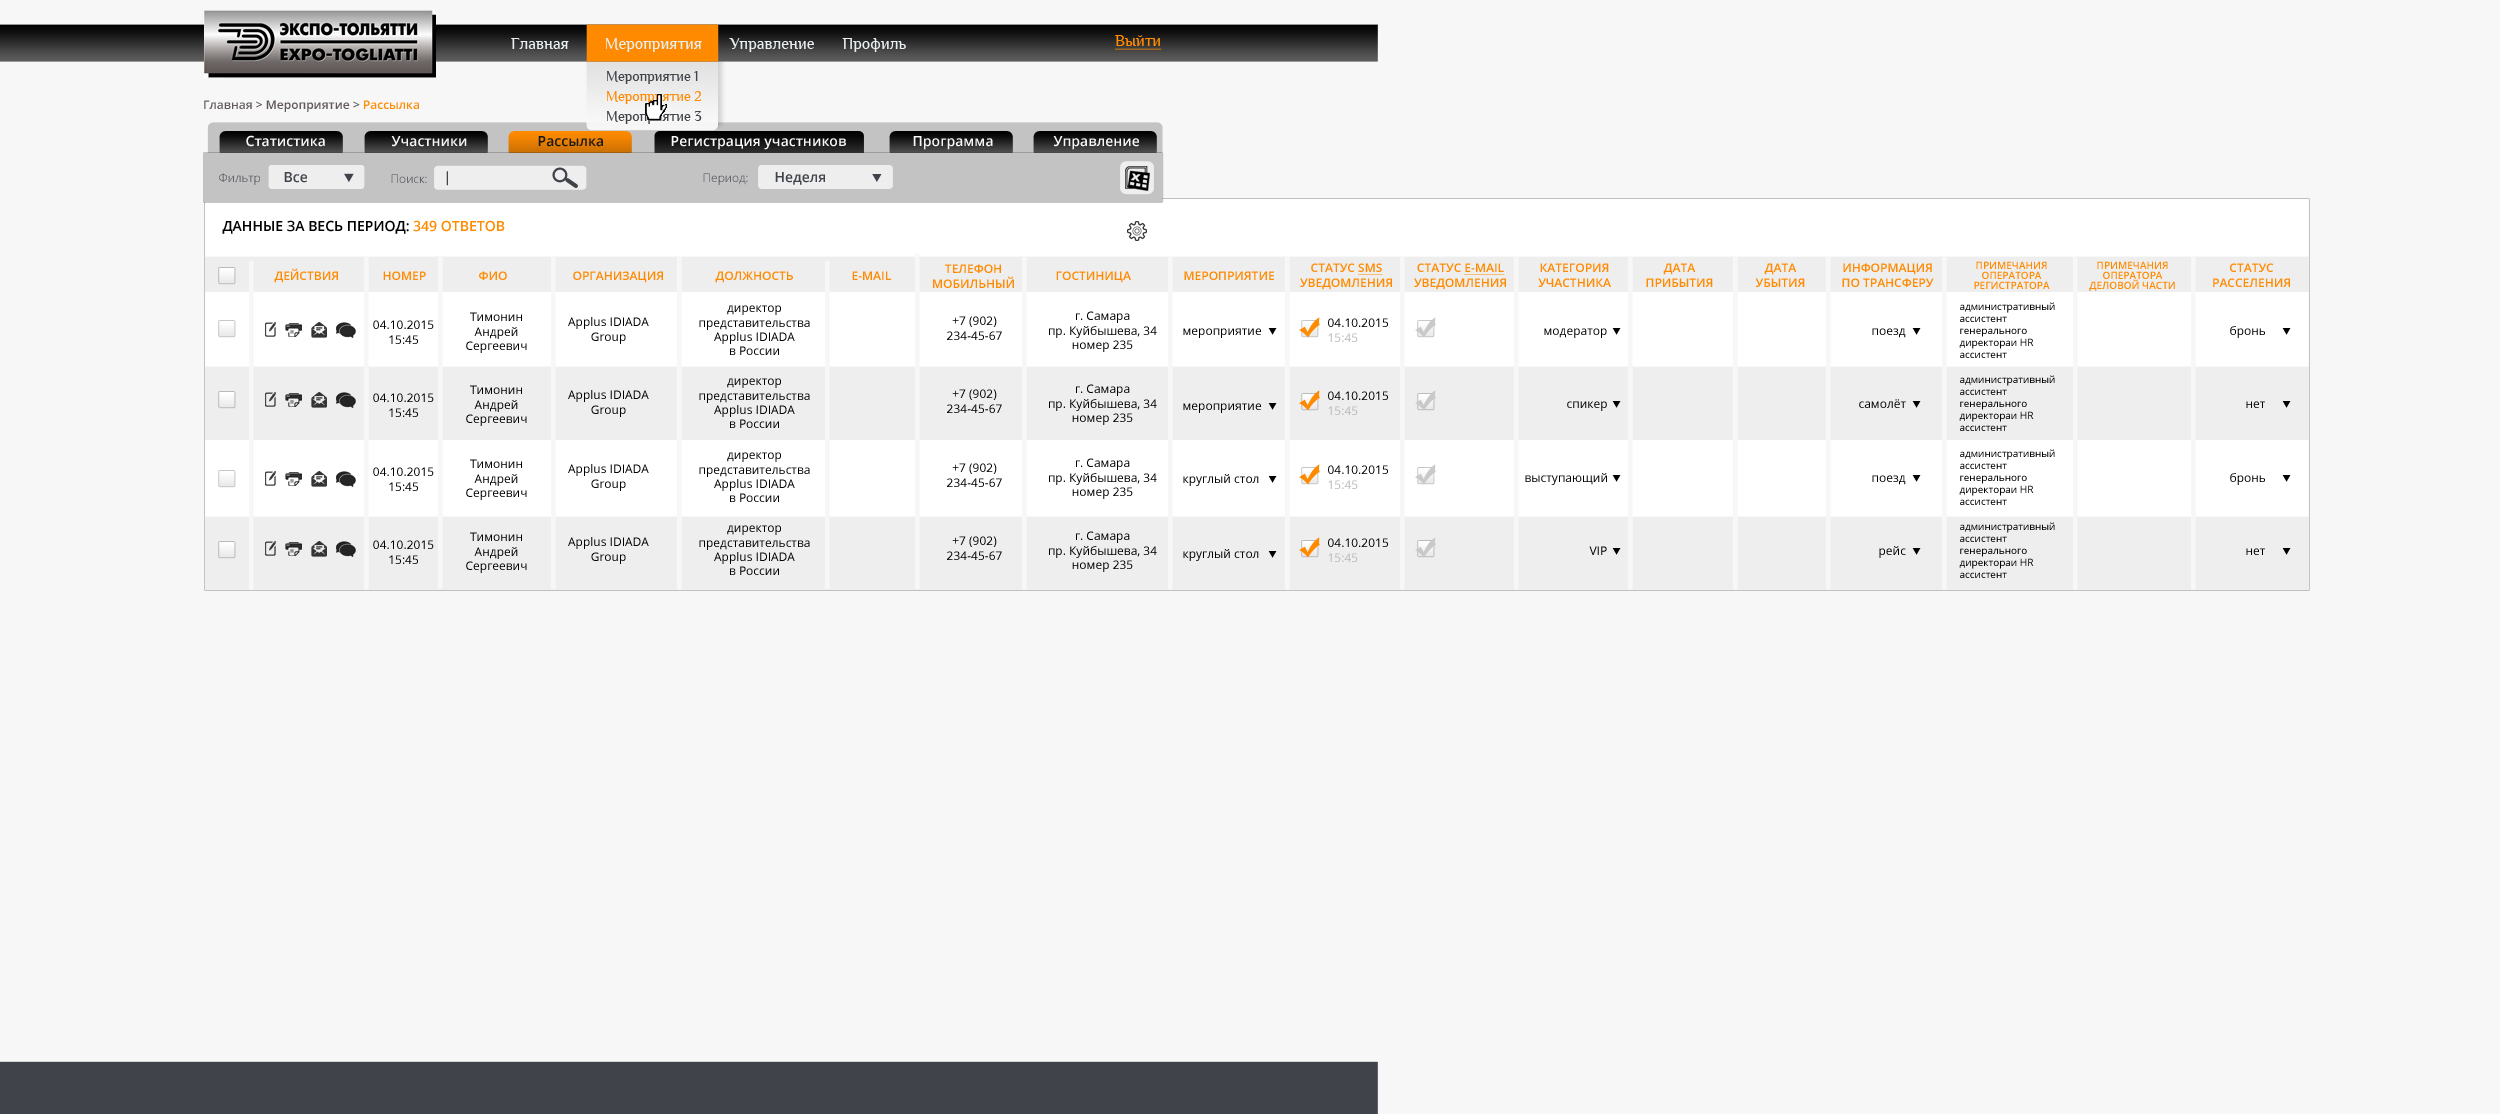 ЭКСПО-ТОЛЬЯТТИ
EXPO-TOGLIATTI
Главная
Мероприятия
Управление
Профиль
Выйти
Мероприятие 1
Мероприятие 2
Мероприятие 3
Главная > Мероприятие > Рассылка
Статистика
Участники
Рассылка
Регистрация участников
Программа
Управление
Фильтр
Все
Поиск:
Период:
Неделя
ДАННЫЕ ЗА ВЕСЬ ПЕРИОД: 349 ОТВЕТОВ
ДЕЙСТВИЯ
НОМЕР
ФИО
ОРГАНИЗАЦИЯ
ДОЛЖНОСТЬ
E-MAIL
ТЕЛЕФОН
МОБИЛЬНЫЙ
ГОСТИНИЦА
МЕРОПРИЯТИЕ
СТАТУС SMS
УВЕДОМЛЕНИЯ
СТАТУС E-MAIL
УВЕДОМЛЕНИЯ
КАТЕГОРИЯ
УЧАСТНИКА
ДАТА
ПРИБЫТИЯ
ДАТА
УБЫТИЯ
ИНФОРМАЦИЯ
ПО ТРАНСФЕРУ
ПРИМЕЧАНИЯ
ОПЕРАТОРА
РЕГИСТРАТОРА
ПРИМЕЧАНИЯ
ОПЕРАТОРА
ДЕЛОВОЙ ЧАСТИ
СТАТУС
РАССЕЛЕНИЯ
04.10.2015
15:45
Тимонин
Андрей
Сергеевич
Applus IDIADA
Group
директор
представительства
Applus IDIADA
в России
+7 (902)
234-45-67
г. Самара
пр. Куйбышева, 34
номер 235
мероприятие
04.10.2015
15:45
модератор
поезд
административный
ассистент
генерального
директораи HR
ассистент
бронь
04.10.2015
15:45
Тимонин
Андрей
Сергеевич
Applus IDIADA
Group
директор
представительства
Applus IDIADA
в России
+7 (902)
234-45-67
г. Самара
пр. Куйбышева, 34
номер 235
мероприятие
04.10.2015
15:45
спикер
самолёт
административный
ассистент
генерального
директораи HR
ассистент
нет
04.10.2015
15:45
Тимонин
Андрей
Сергеевич
Applus IDIADA
Group
директор
представительства
Applus IDIADA
в России
+7 (902)
234-45-67
г. Самара
пр. Куйбышева, 34
номер 235
круглый стол
04.10.2015
15:45
выступающий
поезд
административный
ассистент
генерального
директораи HR
ассистент
бронь
04.10.2015
15:45
Тимонин
Андрей
Сергеевич
Applus IDIADA
Group
директор
представительства
Applus IDIADA
в России
+7 (902)
234-45-67
г. Самара
пр. Куйбышева, 34
номер 235
круглый стол
04.10.2015
15:45
VIP
рейс
административный
ассистент
генерального
директораи HR
ассистент
нет